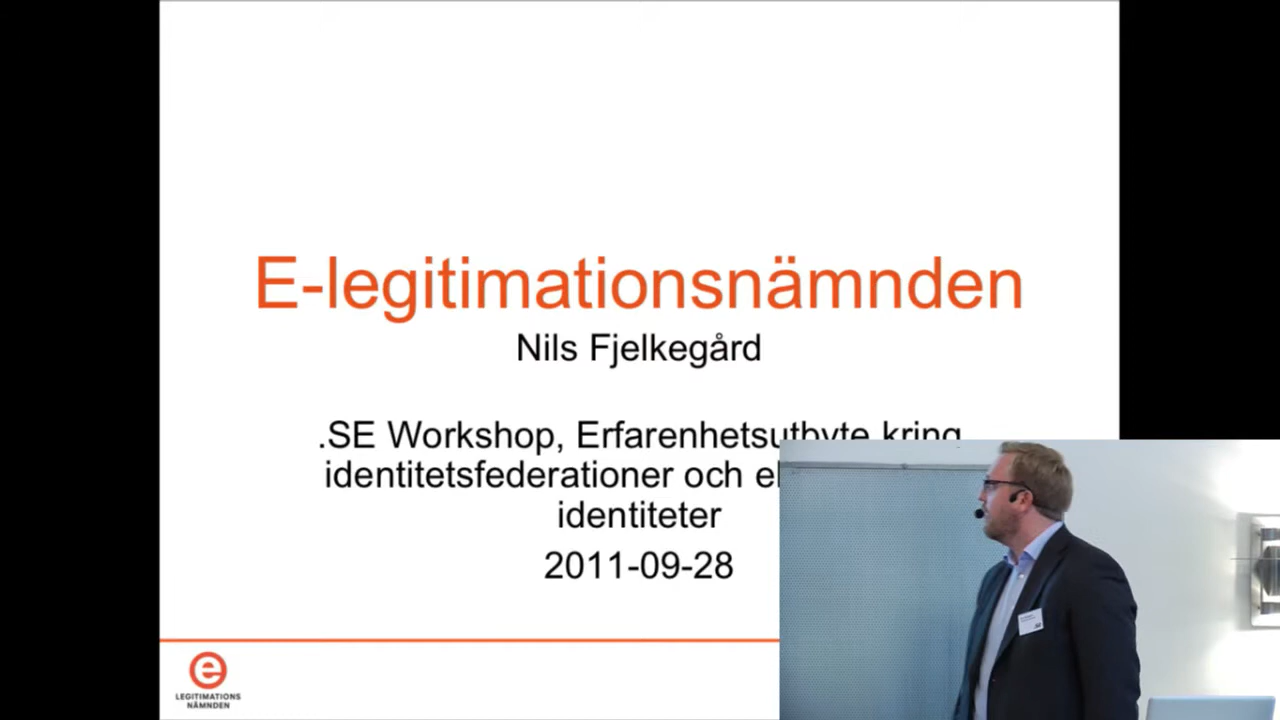 E-legitimationsnämnden
Nils Fjelkegård
.SE Workshop, Erfarenhetsutbyte kring
identitetsfederationer och
identiteter
2011-09-28
e
LEGITIMATIONS
NÄMNDEN